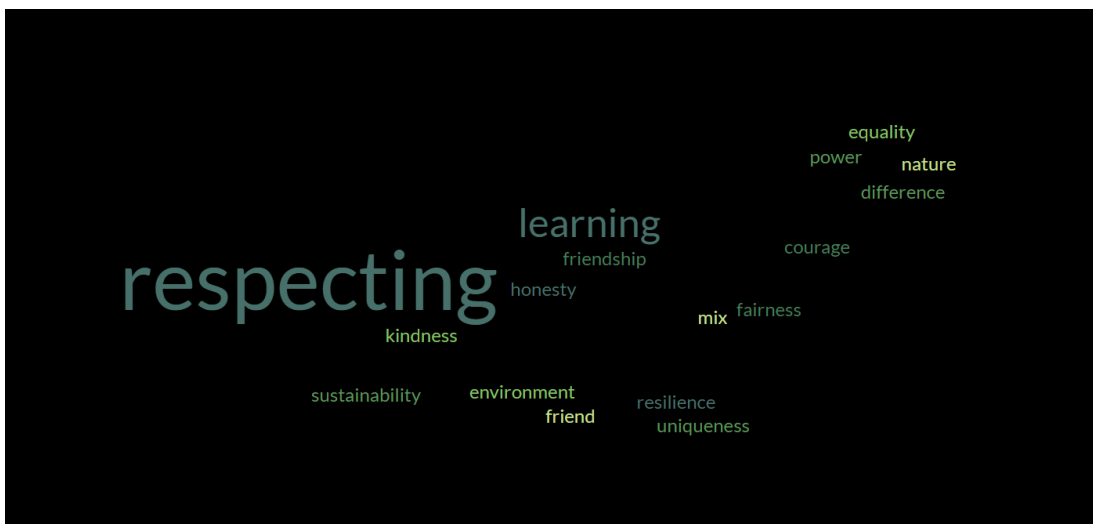 equality
power
nature
difference
learning
courage
friendship
respecting
honesty
mix
fairness
kindness
sustainability
environment
resilience
friend
uniqueness